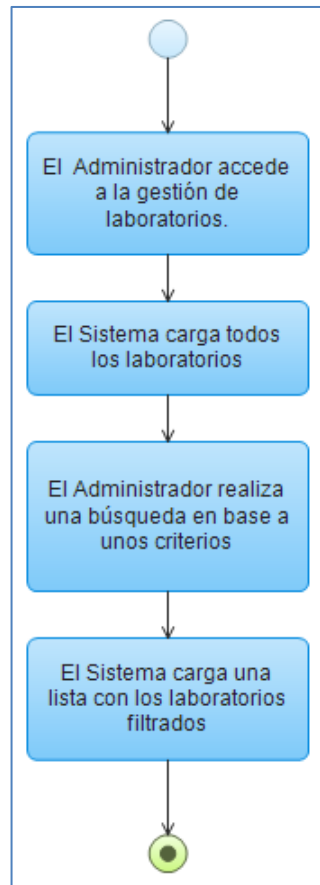 El Administrador accede
a la gestión de
laboratorios.
El Sistema carga todos
los laboratorios
El Administrador realiza
una búsqueda en base a
unos criterios
El Sistema carga una
lista con los laboratorios
filtrados